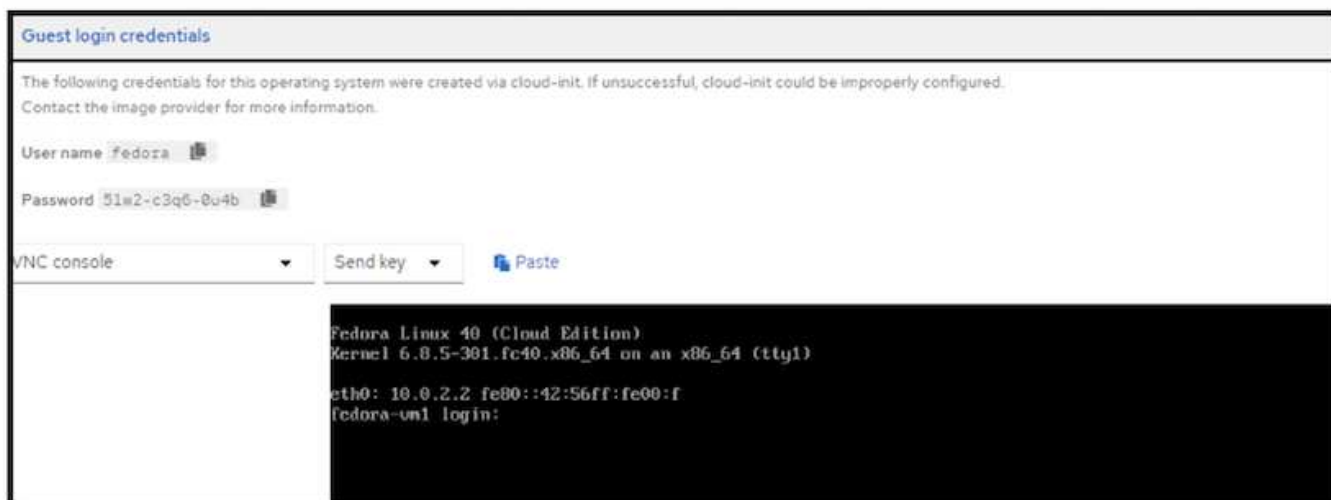 Guest login credentials
The following credentials for this operating system were created via cloud-init. If unsuccessful, cloud-init could be improperly configured.
Contact the image provider for more information.
User name fedora
Password 51m2-c3q6-0u4b
VNC console
Send key
Paste
Fedora Linux 40 (Cloud Edition)
Kernel 6.8.5-301.fc40.x86_64 on an x86_64 (tty1)
eth0: 10.0.2.2 fe80::42:56ff:fe00:f
fedora-vm1 login: